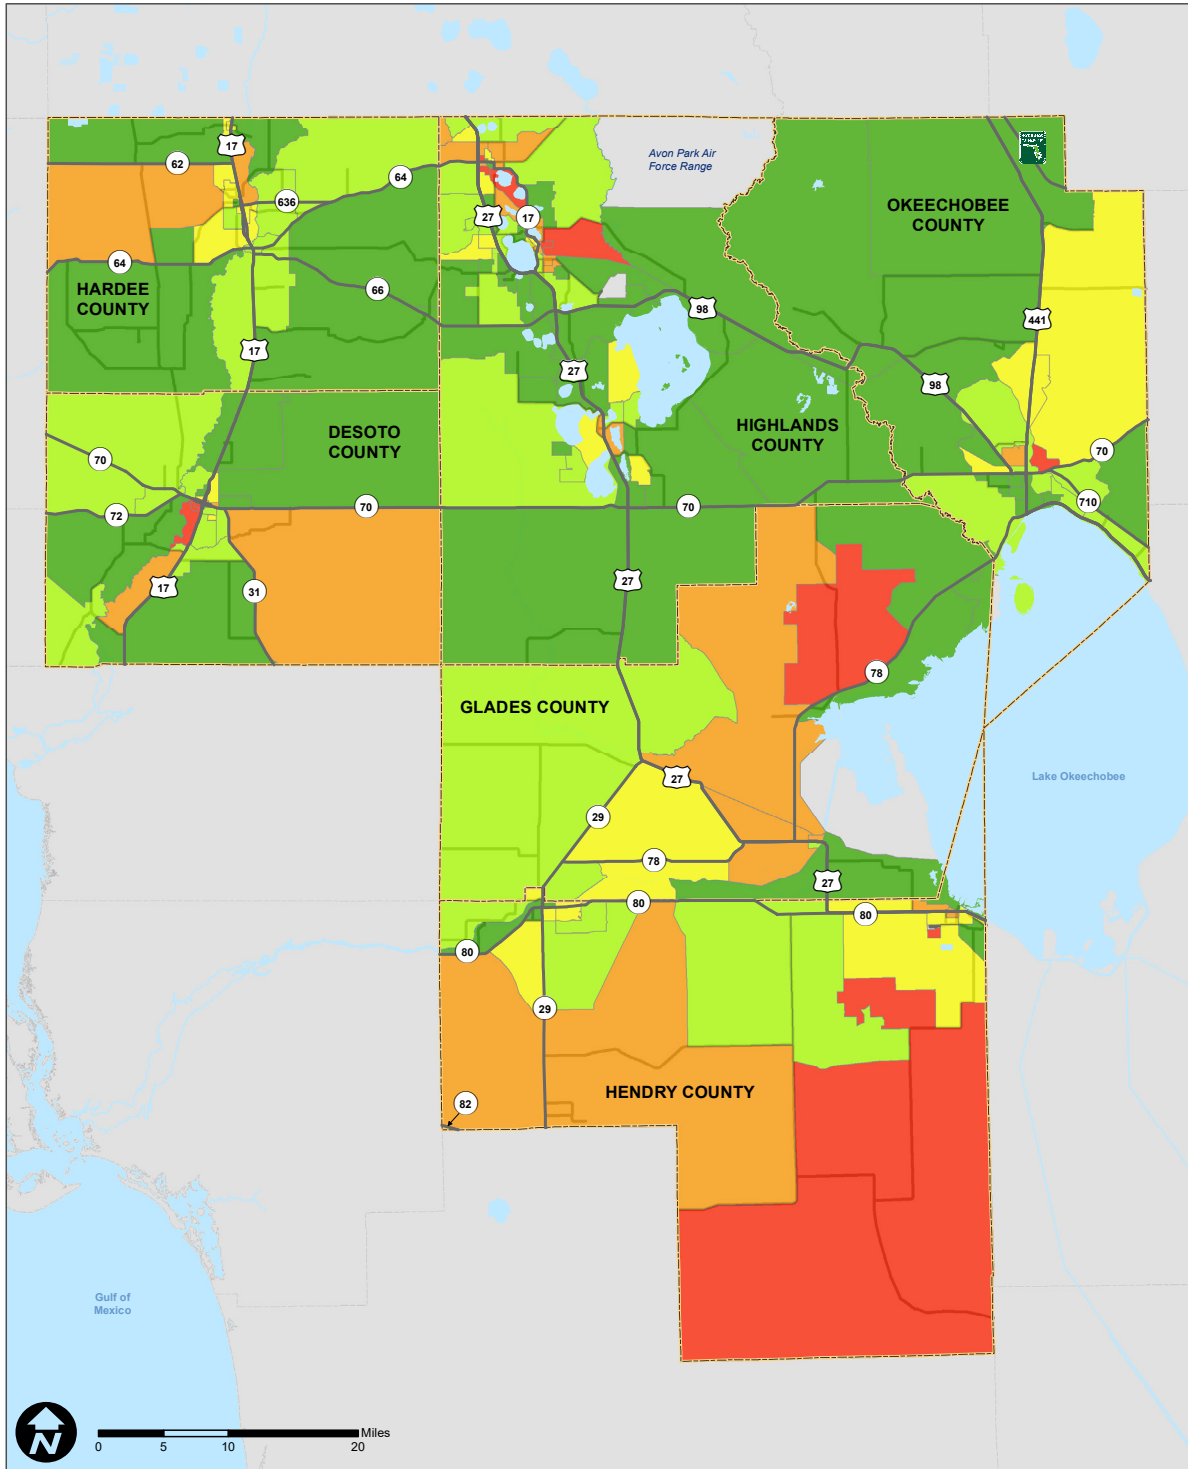 17
Avon Park Air
Force Range
62
64
636
27
17
OKEECHOBEE
COUNTY
64
HARDEE
COUNTY
66
98
441
17
27
98
DESOTO
COUNTY
HIGHLANDS
COUNTY
70
70
72
70
70
710
17
31
27
78
GLADES COUNTY
27
Lake Okeechobee
29
78
27
80
80
80
29
HENDRY COUNTY
82
Gulf of
Mexico
N
Miles
0 5 10 20